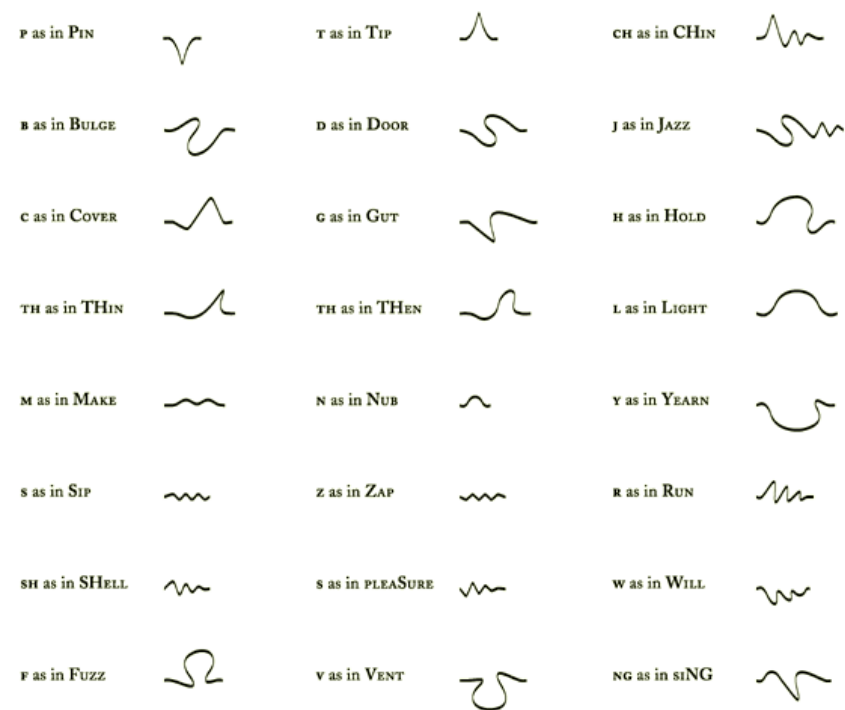 P as in PIN
T as in TIP
CH as in CHIN
B as in BULGE
D as in DOOR
J as in JAZZ
C as in COVER
G as in GUT
H as in HOLD
TH as in THIN
TH as in THEN
L as in LIGHT
M as in MAKE
N as in NUB
Y as in YEARN
S as in SIP
Z as in ZAP
R as in RUN
SH as in SHELL
S as in PLEASURE
W as in WILL
F as in FUZZ
V as in VENT
NG as in SING